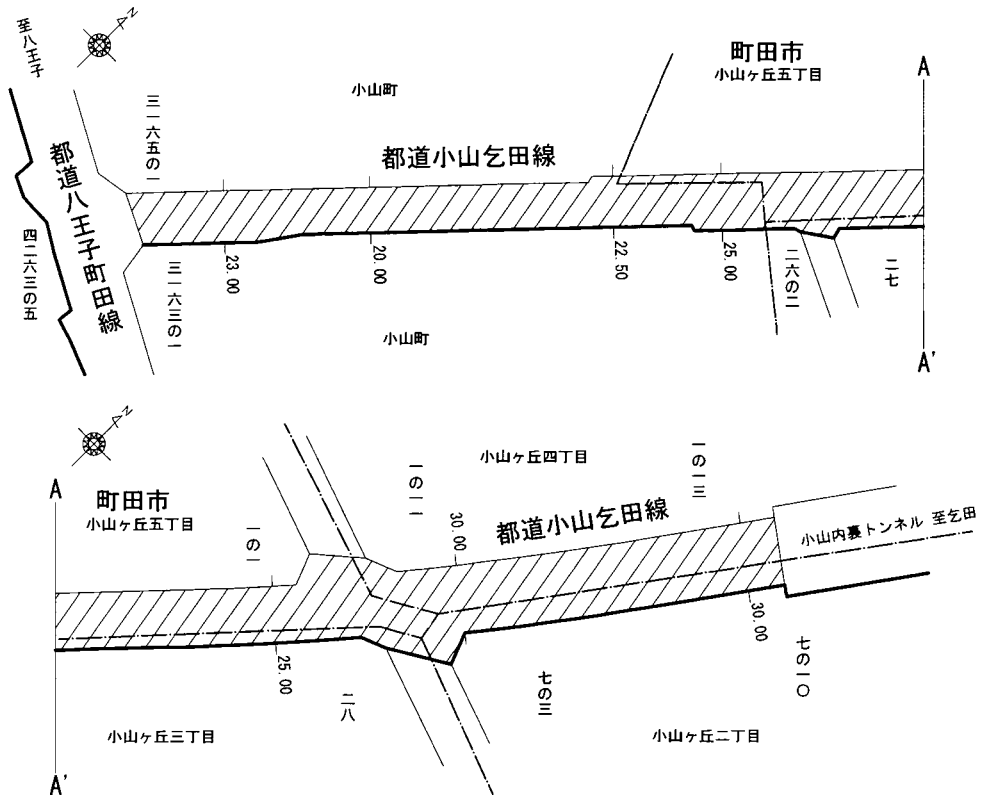 至八王子
N
都道八王子町田線
四二六三の五
三一六五の一
三一六三の一
小山町
都道小山乞田線
町田市
小山ヶ丘五丁目
A
23.00
20.00
22.50
25.00
二六の二
二七
小山町
A'
N
A
町田市
小山ヶ丘五丁目
一の一
一の一一
小山ヶ丘四丁目
一の一三
30.00
都道小山乞田線
小山内裏トンネル 至乞田
25.00
二八
七の三
30.00
七の一〇
小山ヶ丘三丁目
小山ヶ丘二丁目
A'